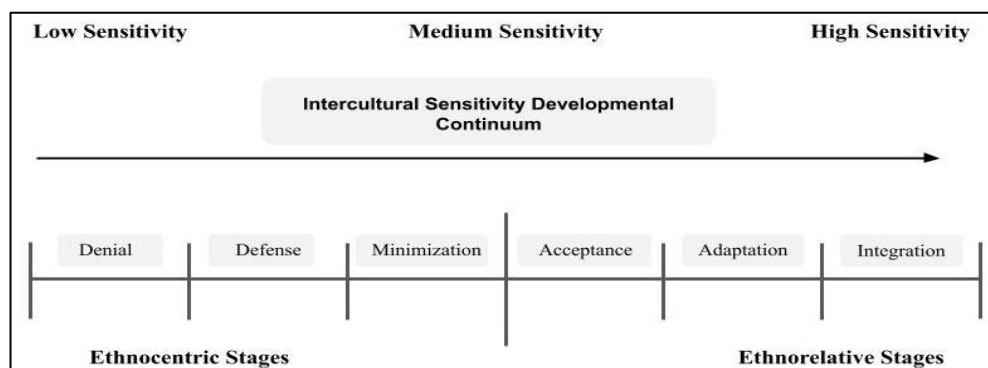 Low Sensitivity Medium Sensitivity High Sensitivity
Intercultural Sensitivity Developmental
Continuum
Denial Defense Minimization Acceptance Adaptation Integration
Ethnocentric Stages Ethnorelative Stages